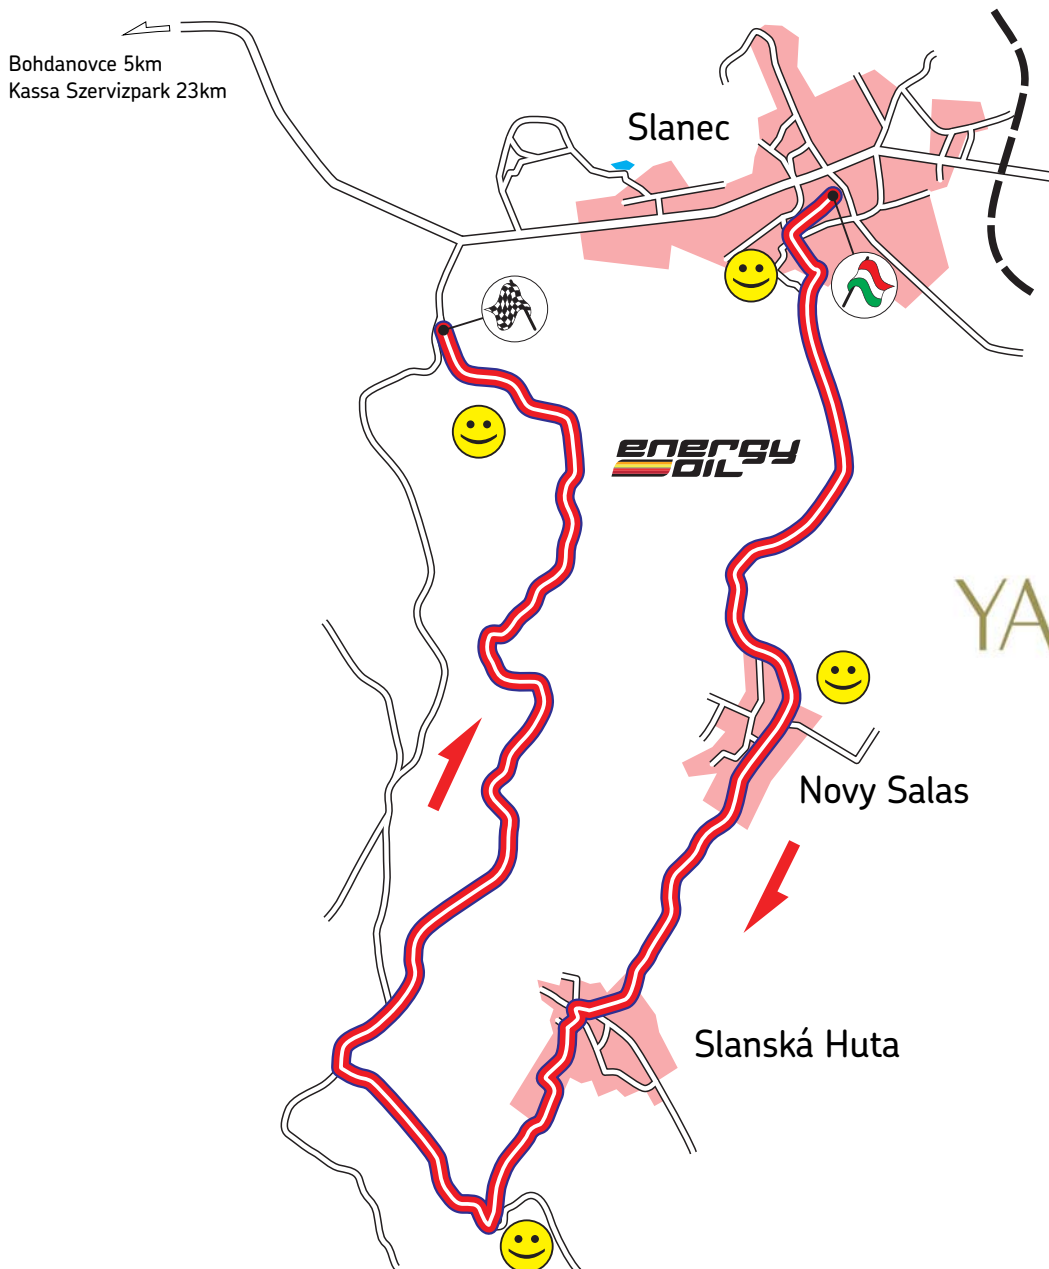 Bohdanovce 5km
Kassa Szervizpark 23km
Slanec
energy
OIL
YA
Novy Salas
Slanská Huta